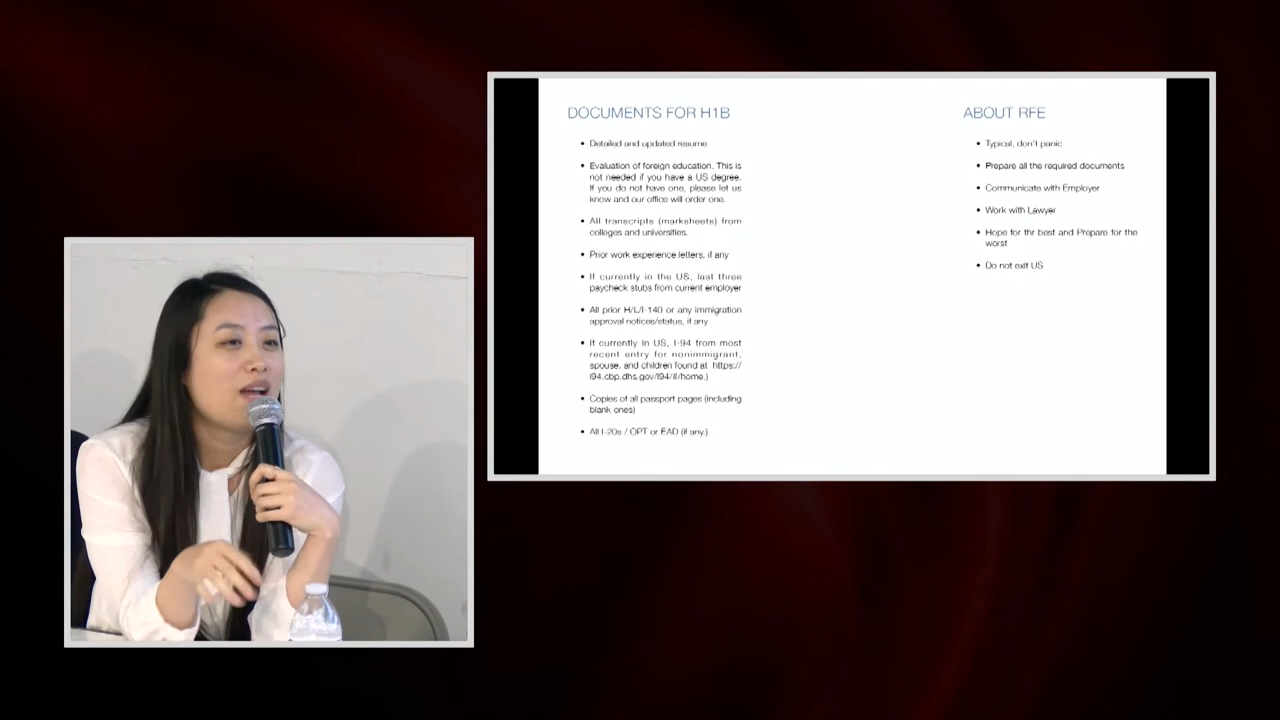 DOCUMENTS FOR H1B
• Detailed and updated resume
• Evaluation of foreign education. This is
not needed if you have a US degree.
If you do not have one, please let us
know and our office will order one.
• All transcripts (marksheets) from
colleges and universities.
• Prior work experience letters, if any
• If currently in the US, last three
paycheck stubs from current employer
• All prior H/L/I-140 or any immigration
approval notices/status, if any
• If currently in US, I-94 from most
recent entry for nonimmigrant,
spouse, and children found at https://
i94.cbp.dhs.gov/I94/#/home.)
• Copies of all passport pages (including
blank ones)
• All I-20s / OPT or EAD (if any.)
ABOUT RFE
• Typical, don't panic
• Prepare all the required documents
• Communicate with Employer
• Work with Lawyer
• Hope for thr best and Prepare for the
worst
• Do not exit US